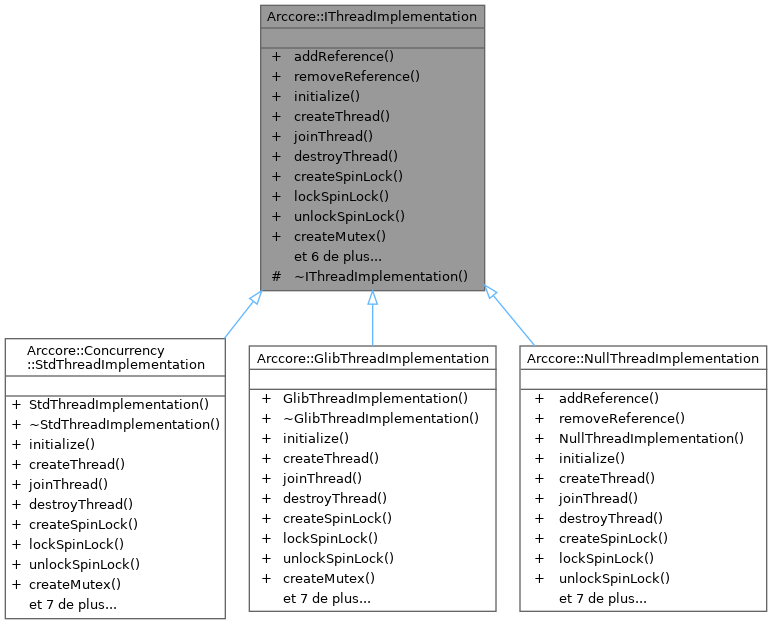 Arccore::IThreadImplementation
+ addReference()
+ removeReference()
+ initialize()
+ createThread()
+ joinThread()
+ destroyThread()
+ createSpinLock()
+ lockSpinLock()
+ unlockSpinLock()
+ createMutex()
et 6 de plus...
# ~IThreadImplementation()
Arccore::Concurrency
::StdThreadImplementation
+ StdThreadImplementation()
+ ~StdThreadImplementation()
+ initialize()
+ createThread()
+ joinThread()
+ destroyThread()
+ createSpinLock()
+ lockSpinLock()
+ unlockSpinLock()
+ createMutex()
et 7 de plus...
Arccore::GlibThreadImplementation
+ GlibThreadImplementation()
+ ~GlibThreadImplementation()
+ initialize()
+ createThread()
+ joinThread()
+ destroyThread()
+ createSpinLock()
+ lockSpinLock()
+ unlockSpinLock()
+ createMutex()
et 7 de plus...
Arccore::NullThreadImplementation
+ addReference()
+ removeReference()
+ NullThreadImplementation()
+ initialize()
+ createThread()
+ joinThread()
+ destroyThread()
+ createSpinLock()
+ lockSpinLock()
+ unlockSpinLock()
et 7 de plus...